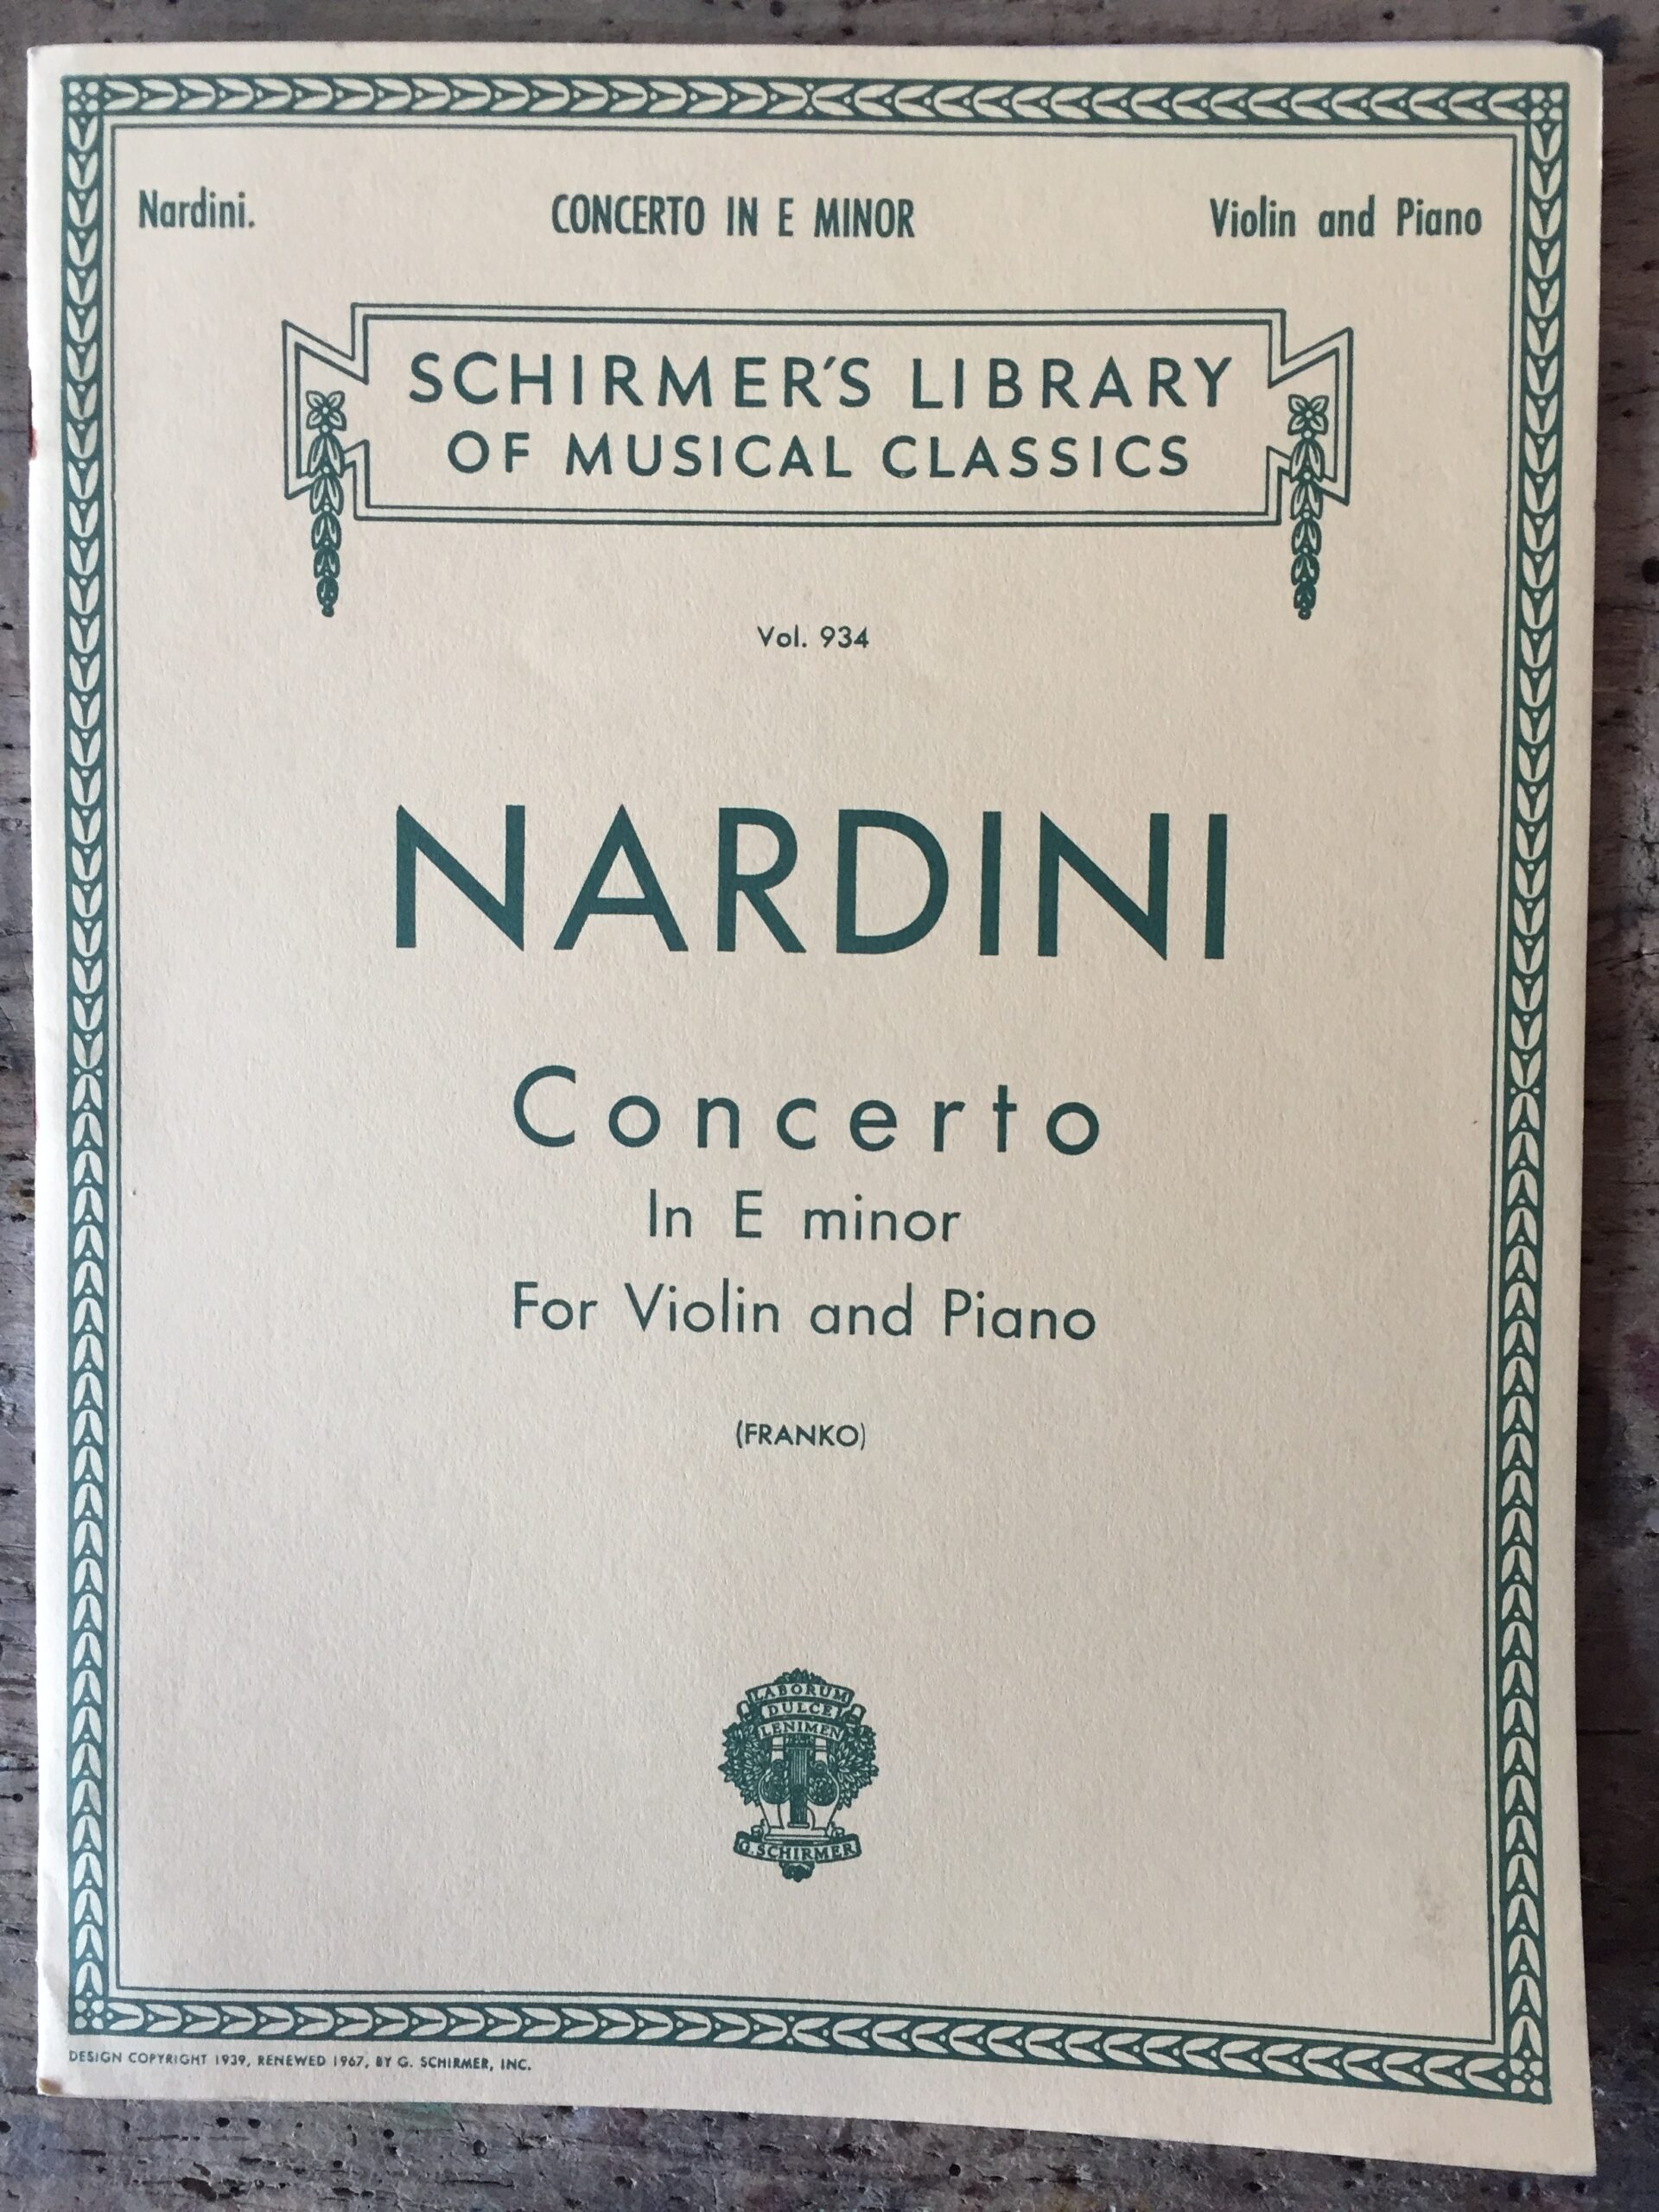 Nardini. CONCERTO IN E MINOR Violin and Piano
SCHIRMER'S LIBRARY
OF MUSICAL CLASSICS
Vol. 934
NARDINI
Concerto
In E minor
For Violin and Piano
(FRANKO)
LABORUM
DULCE
LENIMEN
G. SCHIRMER
DESIGN COPYRIGHT 1939, RENEWED 1967, BY G. SCHIRMER, INC.